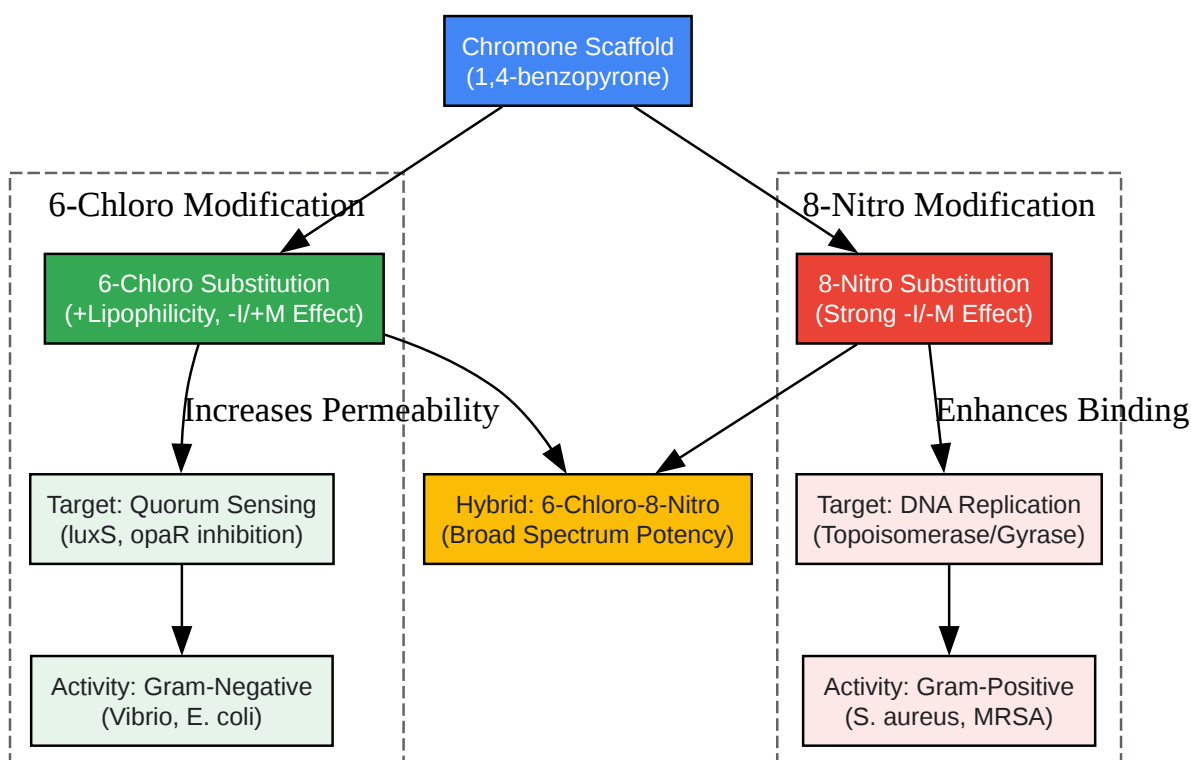 Chromone Scaffold
(1,4-benzopyrone)
6-Chloro Modification
8-Nitro Modification
6-Chloro Substitution
(+Lipophilicity, -I/+M Effect)
8-Nitro Substitution
(Strong -I/-M Effect)
Increases Permeability
Enhances Binding
Target: Quorum Sensing
(luxS, opaR inhibition)
Hybrid: 6-Chloro-8-Nitro
(Broad Spectrum Potency)
Target: DNA Replication
(Topoisomerase/Gyrase)
Activity: Gram-Negative
(Vibrio, E. coli)
Activity: Gram-Positive
(S. aureus, MRSA)